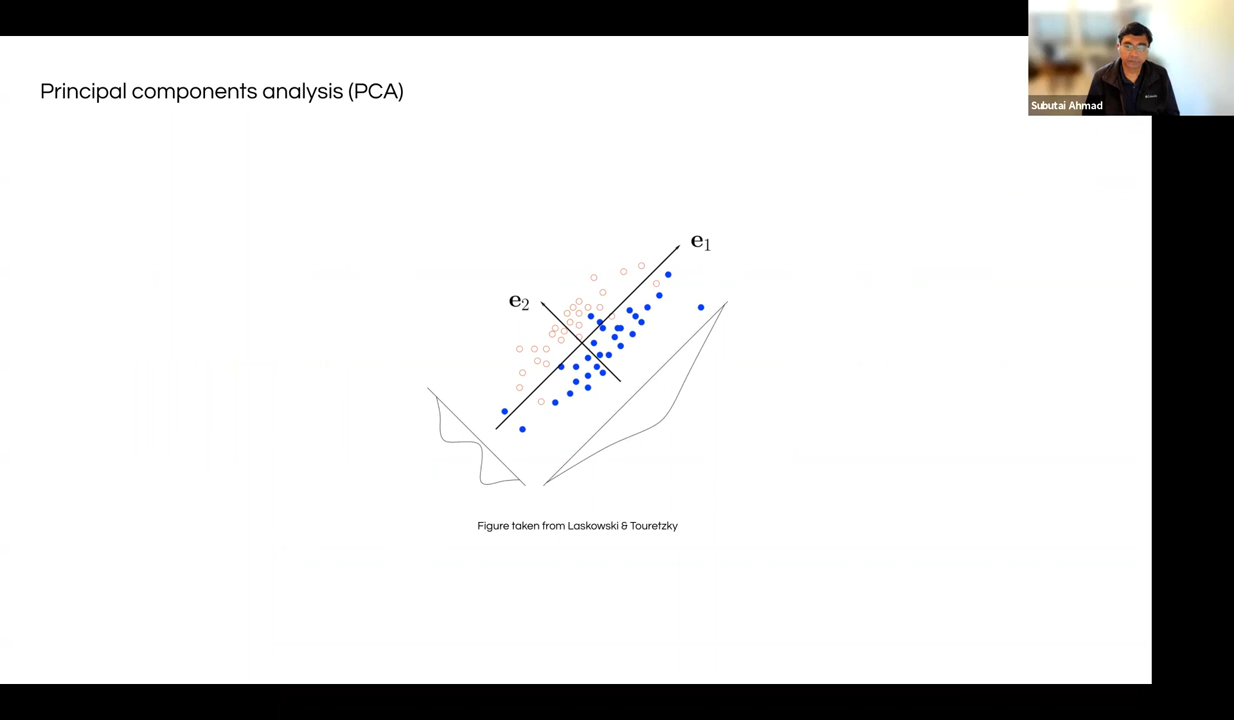 Principal components analysis (PCA)
Subutai Ahmad
e1
e2
Figure taken from Laskowski & Touretzky